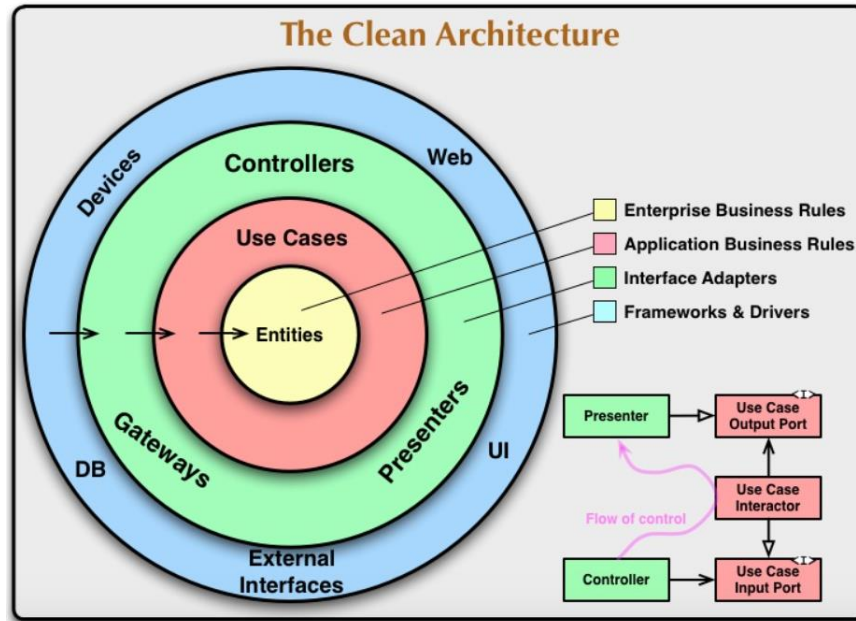 The Clean Architecture
Devices
Controllers
Web
Use Cases
Entities
Gateways
Presenters
DB
UI
External
Interfaces
Enterprise Business Rules
Application Business Rules
Interface Adapters
Frameworks & Drivers
Presenter
Use Case
Output Port
<I>
Flow of control
Use Case
Interactor
Controller
Use Case
Input Port
<I>